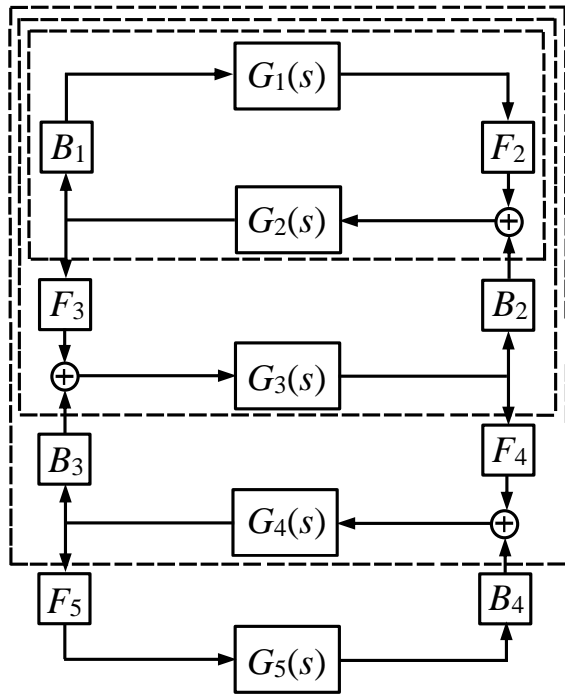 G₁(s)
B₁
F₂
G₂(s)
+
F₃
B₂
+
G₃(s)
B₃
F₄
G₄(s)
+
F₅
B₄
G₅(s)